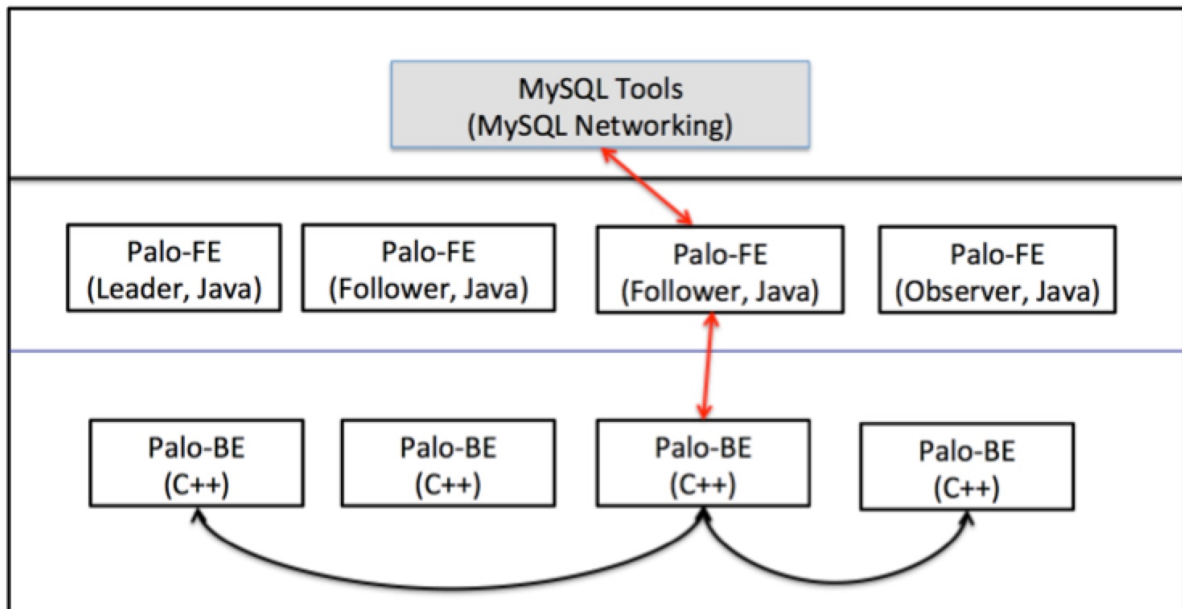 MySQL Tools
(MySQL Networking)
Palo-FE
(Leader, Java)
Palo-FE
(Follower, Java)
Palo-FE
(Follower, Java)
Palo-FE
(Observer, Java)
Palo-BE
(C++)
Palo-BE
(C++)
Palo-BE
(C++)
Palo-BE
(C++)